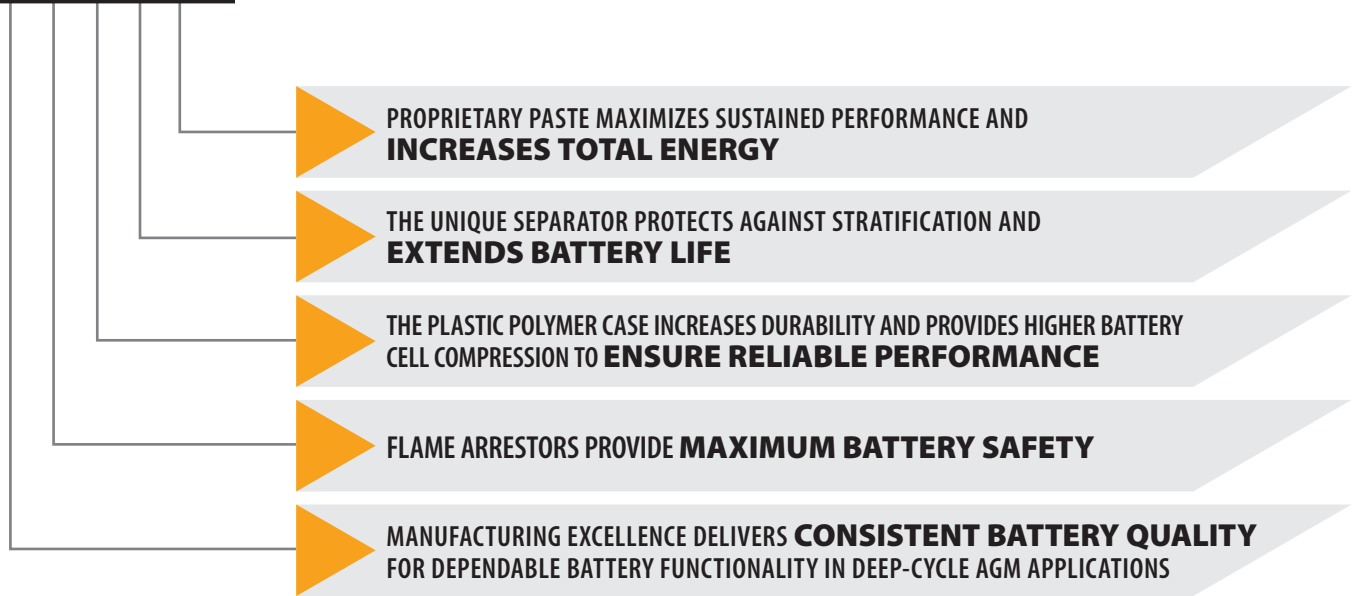 PROPRIETARY PASTE MAXIMIZES SUSTAINED PERFORMANCE AND
INCREASES TOTAL ENERGY
THE UNIQUE SEPARATOR PROTECTS AGAINST STRATIFICATION AND
EXTENDS BATTERY LIFE
THE PLASTIC POLYMER CASE INCREASES DURABILITY AND PROVIDES HIGHER BATTERY
CELL COMPRESSION TO ENSURE RELIABLE PERFORMANCE
FLAME ARRESTORS PROVIDE MAXIMUM BATTERY SAFETY
MANUFACTURING EXCELLENCE DELIVERS CONSISTENT BATTERY QUALITY
FOR DEPENDABLE BATTERY FUNCTIONALITY IN DEEP-CYCLE AGM APPLICATIONS